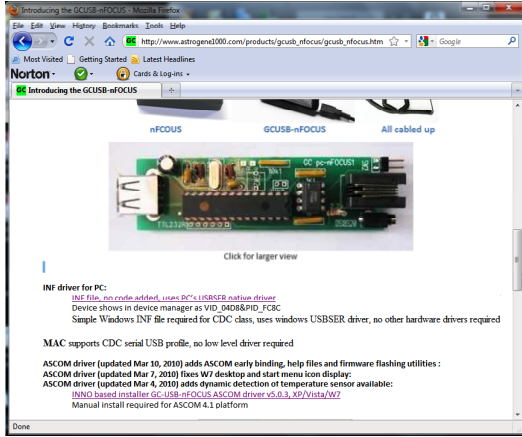 Introducing the GCUSB-nFOCUS - Mozilla Firefox
File Edit View History Bookmarks Tools Help
GC http://www.astrogene1000.com/products/gcusb_nfocus/gcusb_nfocus.htm Google
Most Visited Getting Started Latest Headlines
Norton Cards & Log-ins
GC Introducing the GCUSB-nFOCUS
nFCOUS GCUSB-nFOCUS All cabled up
GC pc-nFOCUS1
TTL232R
Click for larger view
INF driver for PC:
INF file, no code added, uses PC's USBSER native driver
Device shows in device manager as VID_04D8&PID_FC8C
Simple Windows INF file required for CDC class, uses windows USBSER driver, no other hardware drivers required
MAC supports CDC serial USB profile, no low level driver required
ASCOM driver (updated Mar 10, 2010) adds ASCOM early binding, help files and firmware flashing utilities :
ASCOM driver (updated Mar 7, 2010) fixes W7 desktop and start menu icon display:
ASCOM driver (updated Mar 4, 2010) adds dynamic detection of temperature sensor available:
INNO based installer GC-USB-nFOCUS ASCOM driver v5.0.3, XP/Vista/W7
Manual install required for ASCOM 4.1 platform
Done